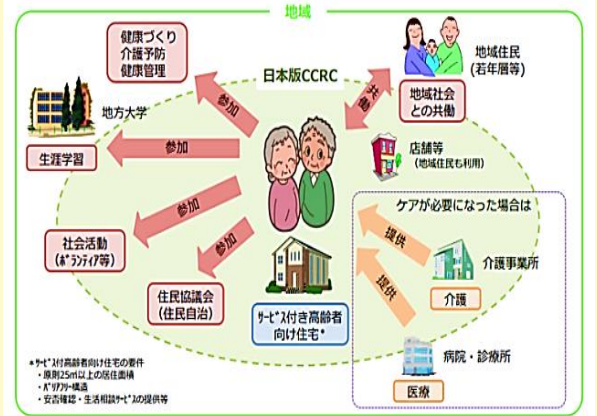 地域
健康づくり
介護予防
健康管理
日本版CCRC
地域住民
(若年層等)
参加
共働
地域社会
との共働
地方大学
生涯学習
参加
店舗等
(地域住民も利用)
参加
ケアが必要になった場合は
提供
社会活動
(ボランティア等)
参加
介護事業所
介護
提供
住民協議会
(住民自治)
サービス付き高齢者
向け住宅*
病院・診療所
医療
*サービス付高齢者向け住宅の要件
・原則25㎡以上の居住面積
・バリアフリー構造
・安否確認・生活相談サービスの提供等